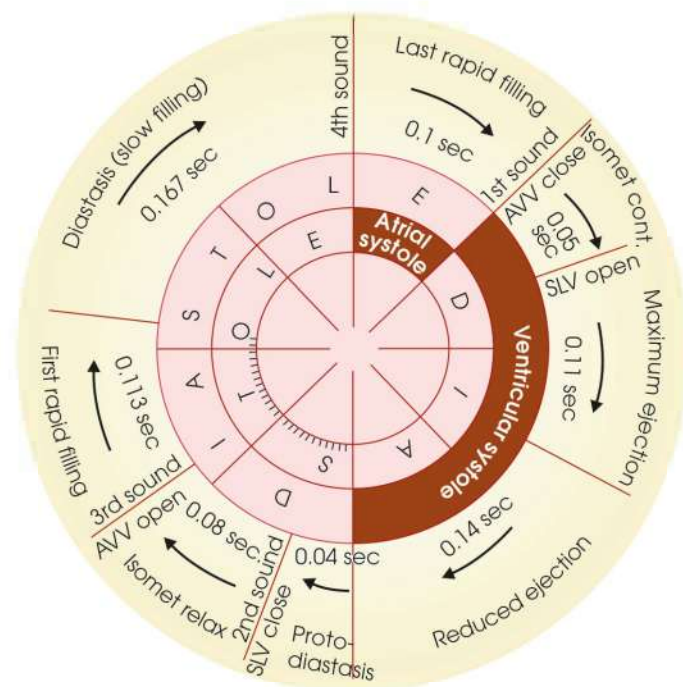 4th sound
Last rapid filling
0.1 sec
1st sound
AVV close
Isomet cont.
0.05
sec
SLV open
Maximum ejection
0.11 sec
Reduced ejection
0.14 sec
0.04 sec
Proto-
diastasis
2nd sound
SLV close
0.08 sec.
Isomet relax
3rd sound
AVV open
First rapid filling
0.113 sec
Diastasis (slow filling)
0.167 sec
DIASTOLE
Ventricular systole
Atrial
systole
DIASTOLE